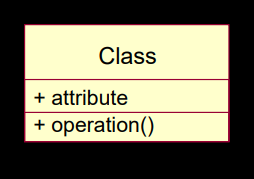 Class
+ attribute
+ operation()